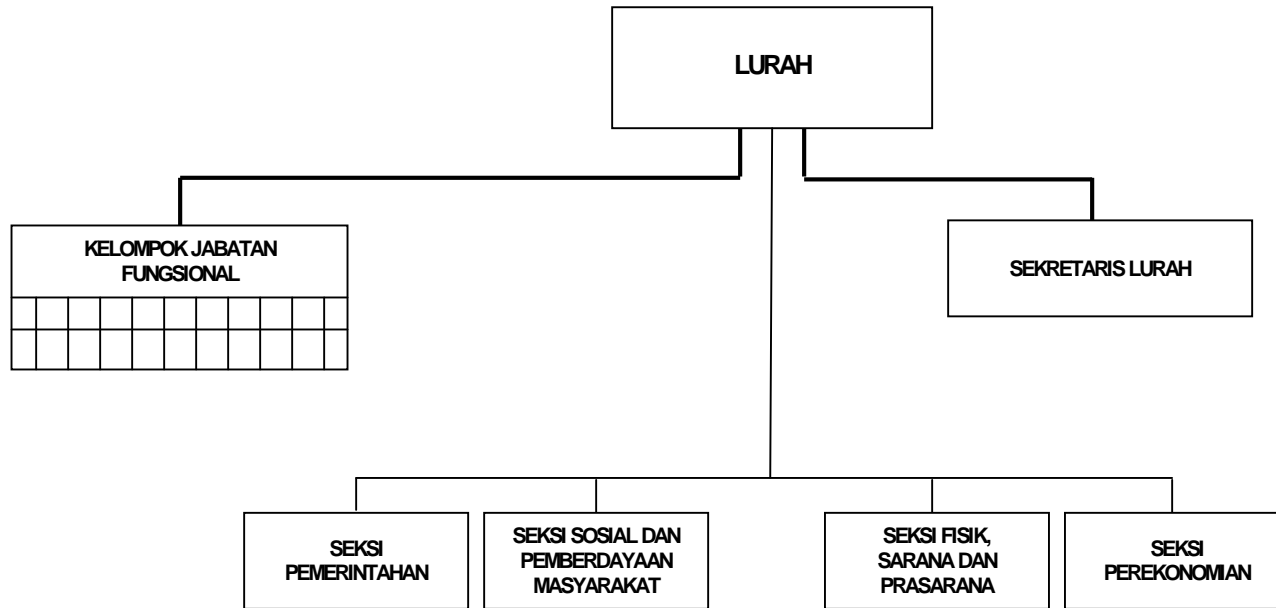 LURAH
KELOMPOK JABATAN
FUNGSIONAL
SEKRETARIS LURAH
SEKSI
PEMERINTAHAN
SEKSI SOSIAL DAN
PEMBERDAYAAN
MASYARAKAT
SEKSI FISIK,
SARANA DAN
PRASARANA
SEKSI
PEREKONOMIAN